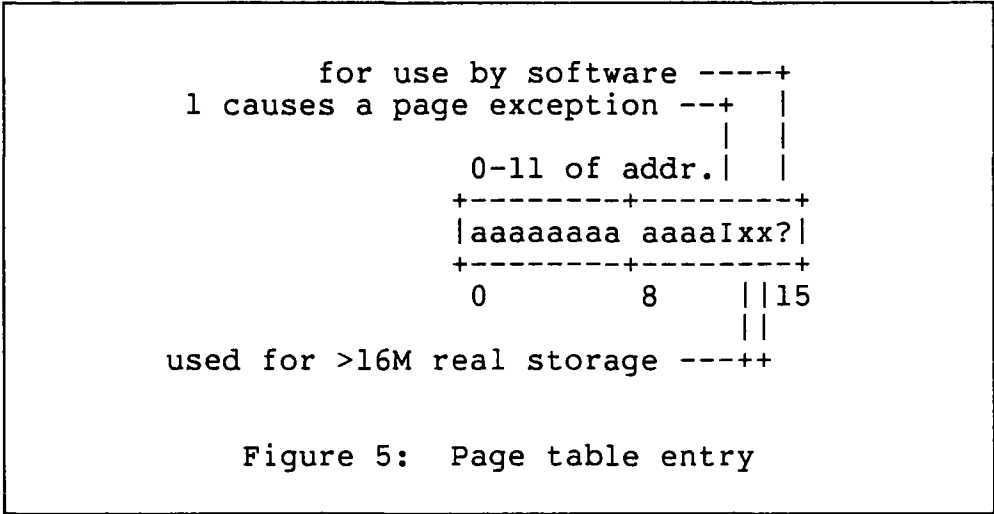 for use by software ----+
1 causes a page exception --+ |
| |
0-11 of addr.| |
+--------+--------+
|aaaaaaaa aaaaIxx?|
+--------+--------+
0 8 ||15
||
used for >16M real storage ---++
Figure 5: Page table entry